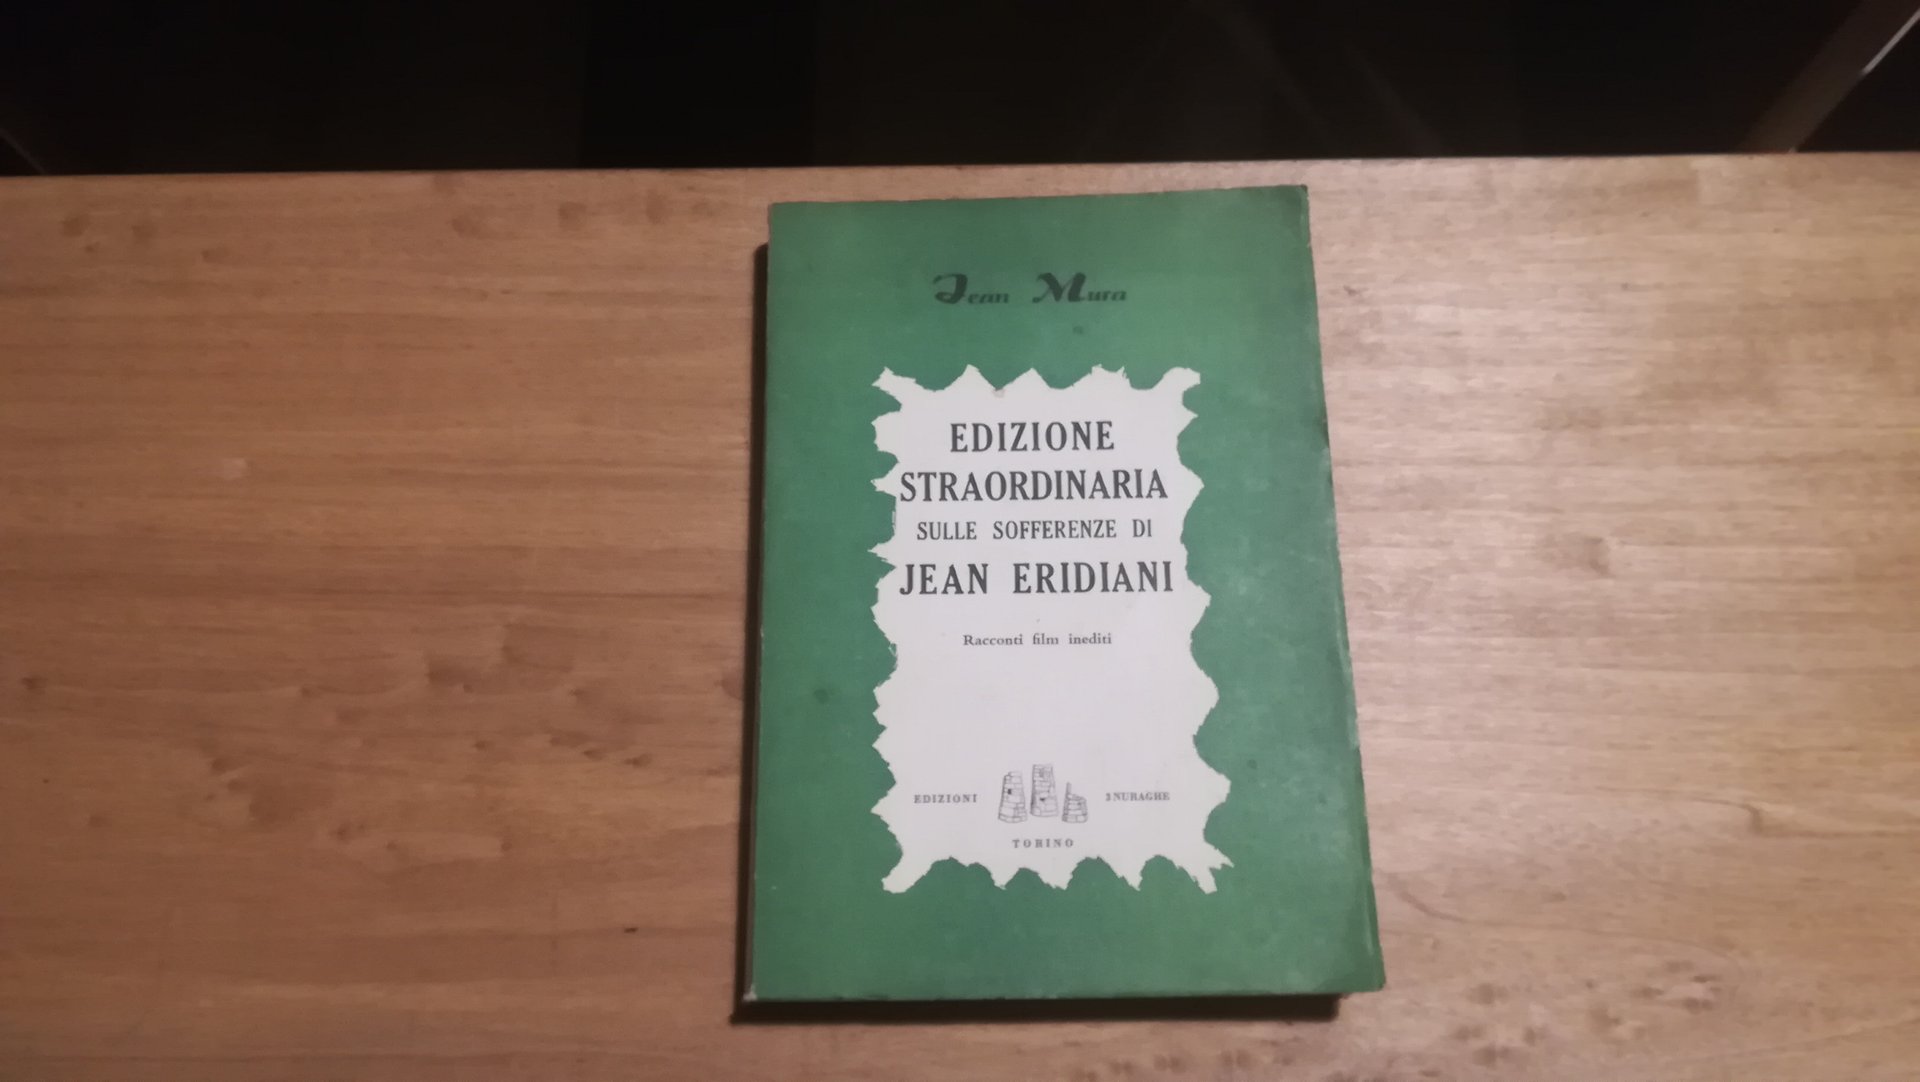 Jean Mura
EDIZIONE
STRAORDINARIA
SULLE SOFFERENZE DI
JEAN ERIDIANI
Racconti film inediti
EDIZIONI 3 NURAGHE
TORINO